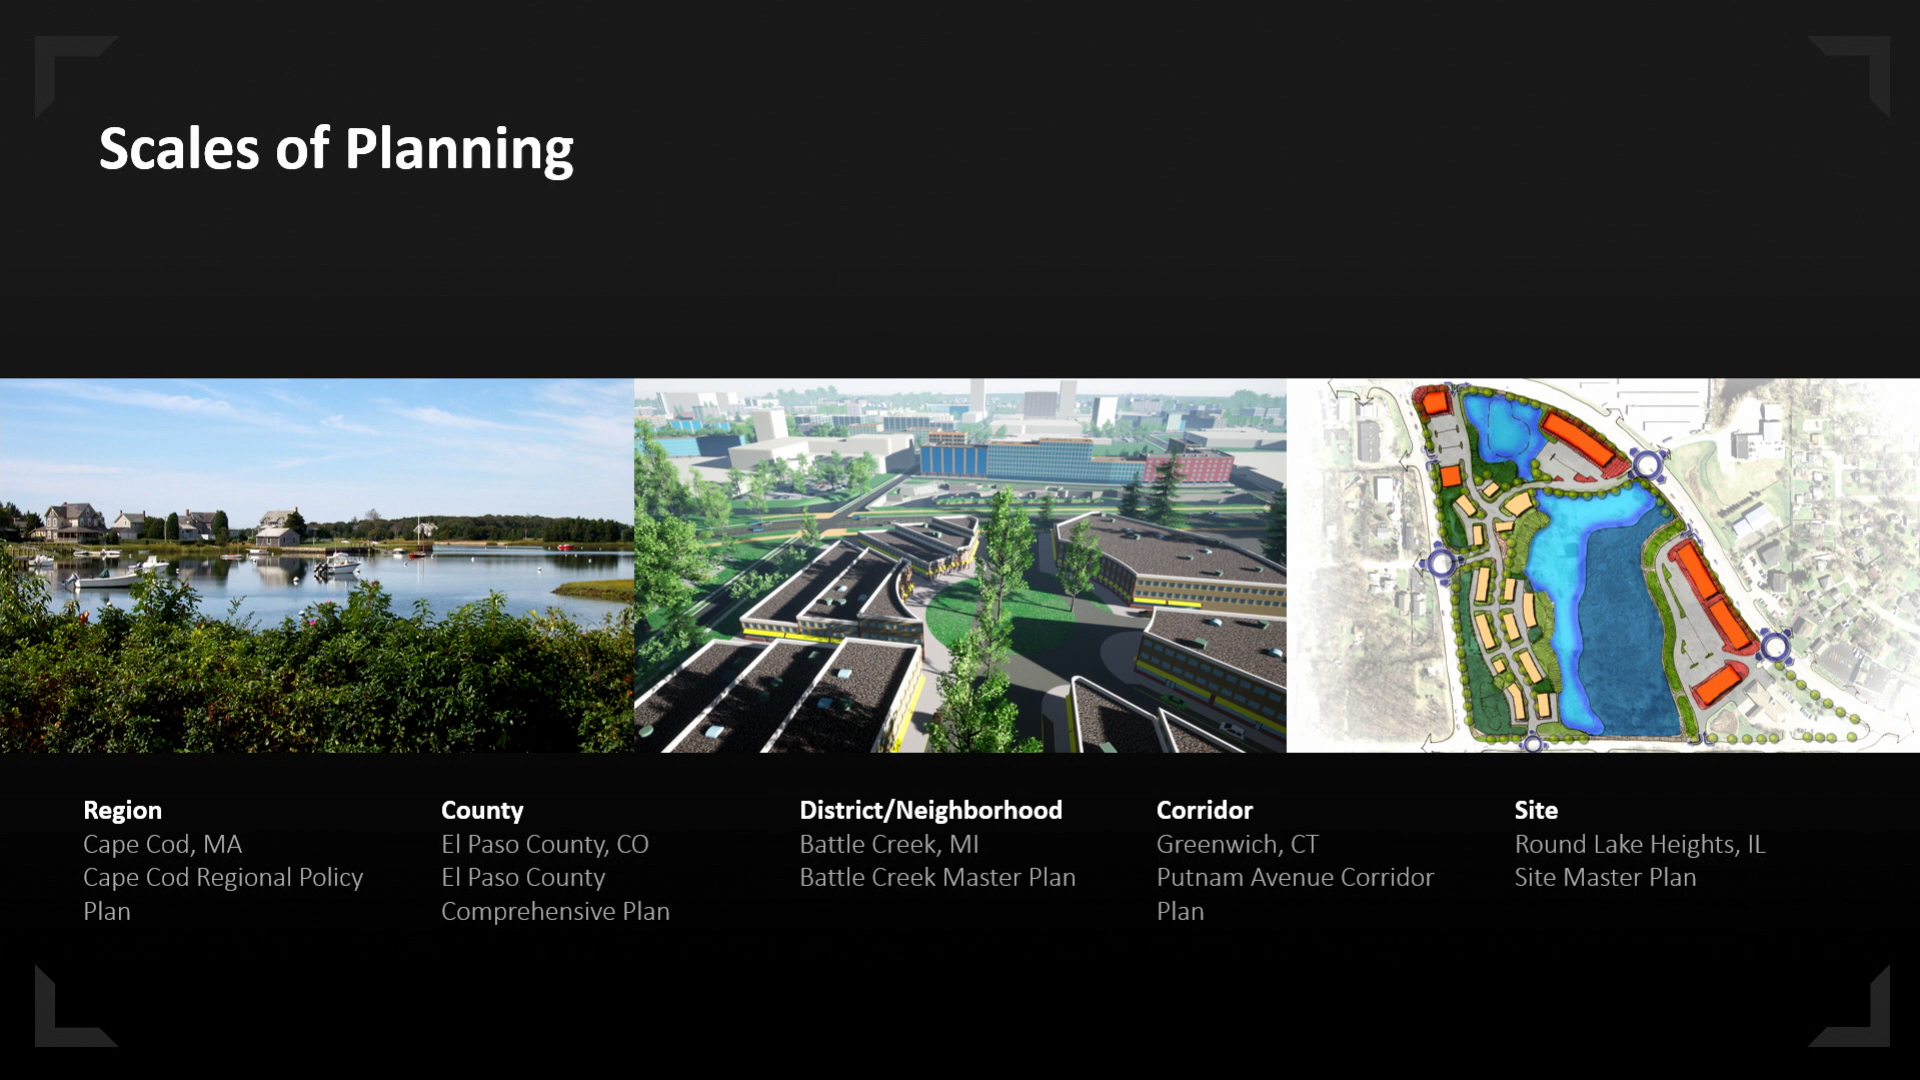 Scales of Planning
Region
Cape Cod, MA
Cape Cod Regional Policy
Plan
County
El Paso County, CO
El Paso County
Comprehensive Plan
District/Neighborhood
Battle Creek, MI
Battle Creek Master Plan
Corridor
Greenwich, CT
Putnam Avenue Corridor
Plan
Site
Round Lake Heights, IL
Site Master Plan